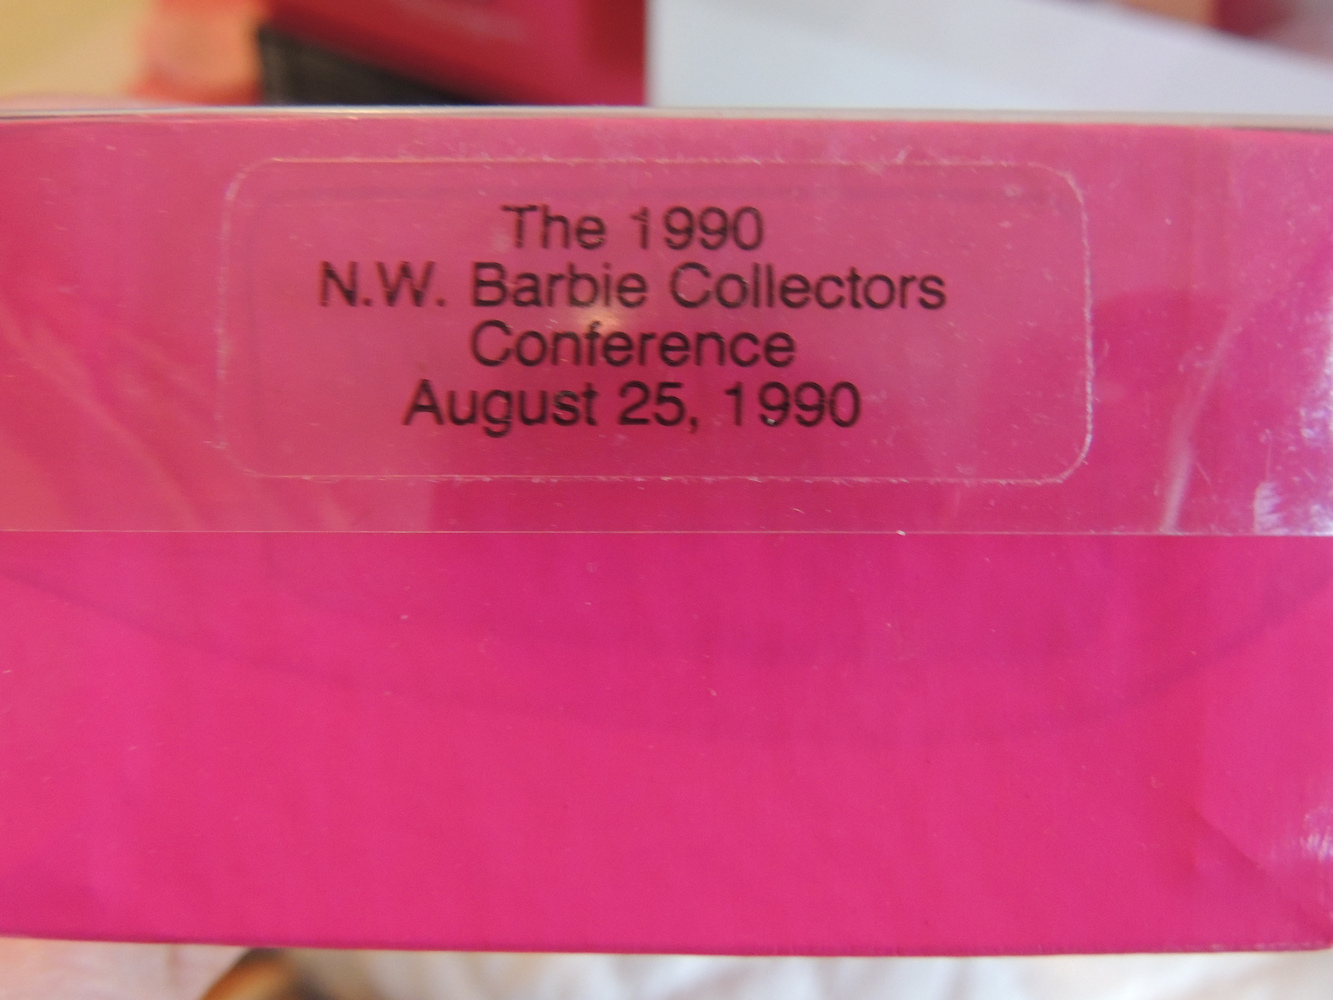 The 1990
N.W. Barbie Collectors
Conference
August 25, 1990